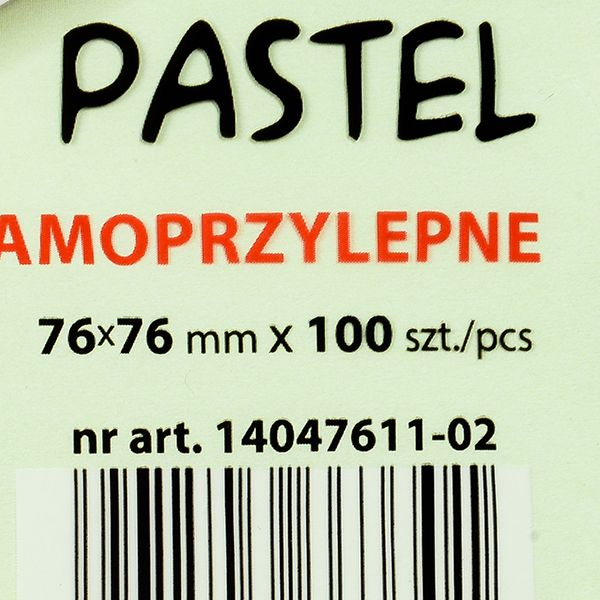 PASTEL
AMOPRZYLEPNE
76x76 mm x 100 szt./pcs
nr art. 14047611-02